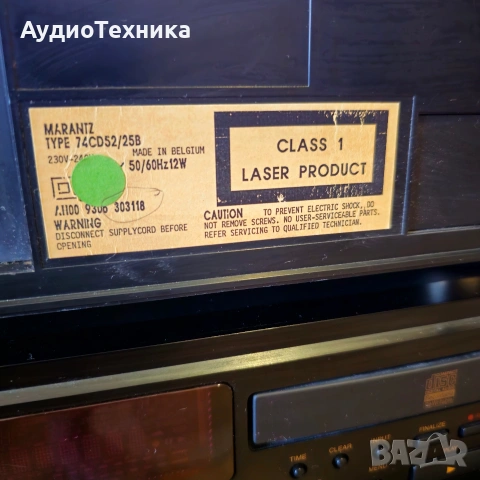 АудиоТехника
MARANTZ
TYPE 74CD52/25B
MADE IN BELGIUM
50/60Hz12W
9306 303118
WARNING
DISCONNECT SUPPLYCORD BEFORE
OPENING
CLASS 1
LASER PRODUCT
CAUTION TO PREVENT ELECTRIC SHOCK, DO
NOT REMOVE SCREWS. NO USER-SERVICEABLE PARTS.
REFER SERVICING TO QUALIFIED TECHNICIAN.
TIME
CLEAR
MENU
FINALIZE
BAZAR